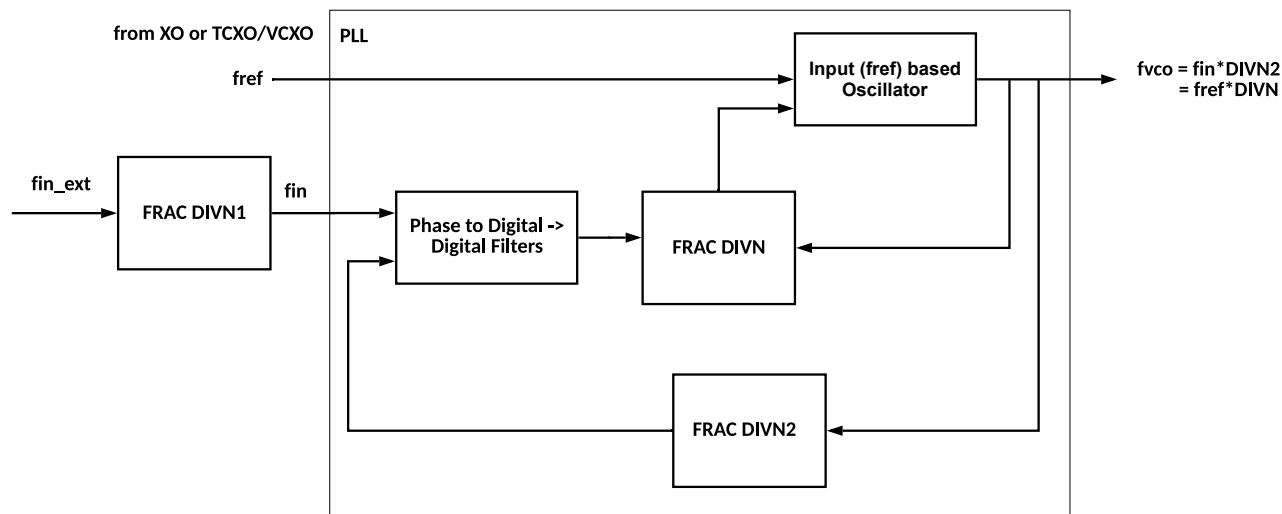 from XO or TCXO/VCXO
PLL
fref
Input (fref) based
Oscillator
fvco = fin*DIVN2
= fref*DIVN
fin_ext
FRAC DIVN1
fin
Phase to Digital ->
Digital Filters
FRAC DIVN
FRAC DIVN2